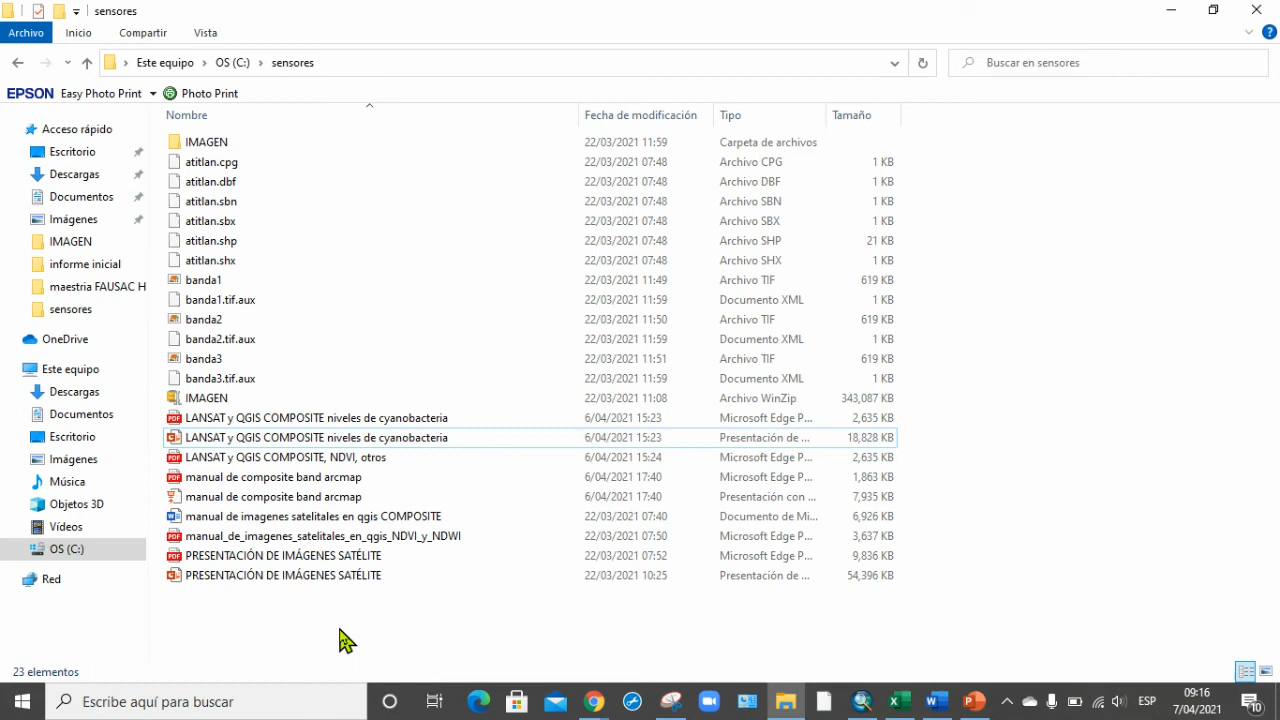 sensores
Archivo Inicio Compartir Vista
Este equipo OS (C:) sensores Buscar en sensores
EPSON Easy Photo Print Photo Print
Nombre Fecha de modificación Tipo Tamaño
Acceso rápido
Escritorio
Descargas
Documentos
Imágenes
IMAGEN
informe inicial
maestria FAUSAC H
sensores
OneDrive
Este equipo
Descargas
Documentos
Escritorio
Imágenes
Música
Objetos 3D
Vídeos
OS (C:)
Red
IMAGEN 22/03/2021 11:59 Carpeta de archivos
atitlan.cpg 22/03/2021 07:48 Archivo CPG 1 KB
atitlan.dbf 22/03/2021 07:48 Archivo DBF 1 KB
atitlan.sbn 22/03/2021 07:48 Archivo SBN 1 KB
atitlan.sbx 22/03/2021 07:48 Archivo SBX 1 KB
atitlan.shp 22/03/2021 07:48 Archivo SHP 21 KB
atitlan.shx 22/03/2021 07:48 Archivo SHX 1 KB
banda1 22/03/2021 11:49 Archivo TIF 619 KB
banda1.tif.aux 22/03/2021 11:59 Documento XML 1 KB
banda2 22/03/2021 11:50 Archivo TIF 619 KB
banda2.tif.aux 22/03/2021 11:59 Documento XML 1 KB
banda3 22/03/2021 11:51 Archivo TIF 619 KB
banda3.tif.aux 22/03/2021 11:59 Documento XML 1 KB
IMAGEN 22/03/2021 11:08 Archivo WinZip 343,087 KB
PDF LANSAT y QGIS COMPOSITE niveles de cyanobacteria 6/04/2021 15:23 Microsoft Edge P... 2,635 KB
LANSAT y QGIS COMPOSITE niveles de cyanobacteria 6/04/2021 15:23 Presentación de ... 18,828 KB
PDF LANSAT y QGIS COMPOSITE, NDVI, otros 6/04/2021 15:24 Microsoft Edge P... 2,635 KB
PDF manual de composite band arcmap 6/04/2021 17:40 Microsoft Edge P... 1,863 KB
manual de composite band arcmap 6/04/2021 17:40 Presentación con ... 7,935 KB
manual de imagenes satelitales en qgis COMPOSITE 22/03/2021 07:40 Documento de Mi... 6,926 KB
PDF manual_de_imagenes_satelitales_en_qgis_NDVI_y_NDWI 22/03/2021 07:40 Microsoft Edge P... 3,637 KB
PDF PRESENTACIÓN DE IMÁGENES SATÉLITE 22/03/2021 07:52 Microsoft Edge P... 9,836 KB
PRESENTACIÓN DE IMÁGENES SATÉLITE 22/03/2021 10:25 Presentación de ... 54,396 KB
23 elementos
Escribe aquí para buscar ESP 09:16
7/04/2021 10